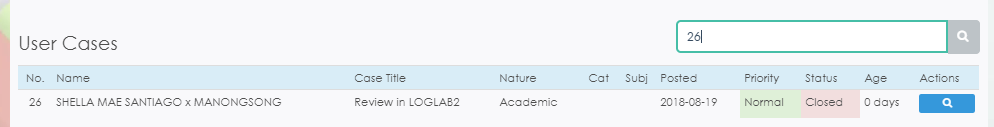 26
User Cases
No. Name Case Title Nature Cat Subj Posted Priority Status Age Actions
26 SHELLA MAE SANTIAGO x MANONGSONG Review in LOGLAB2 Academic 2018-08-19 Normal Closed 0 days